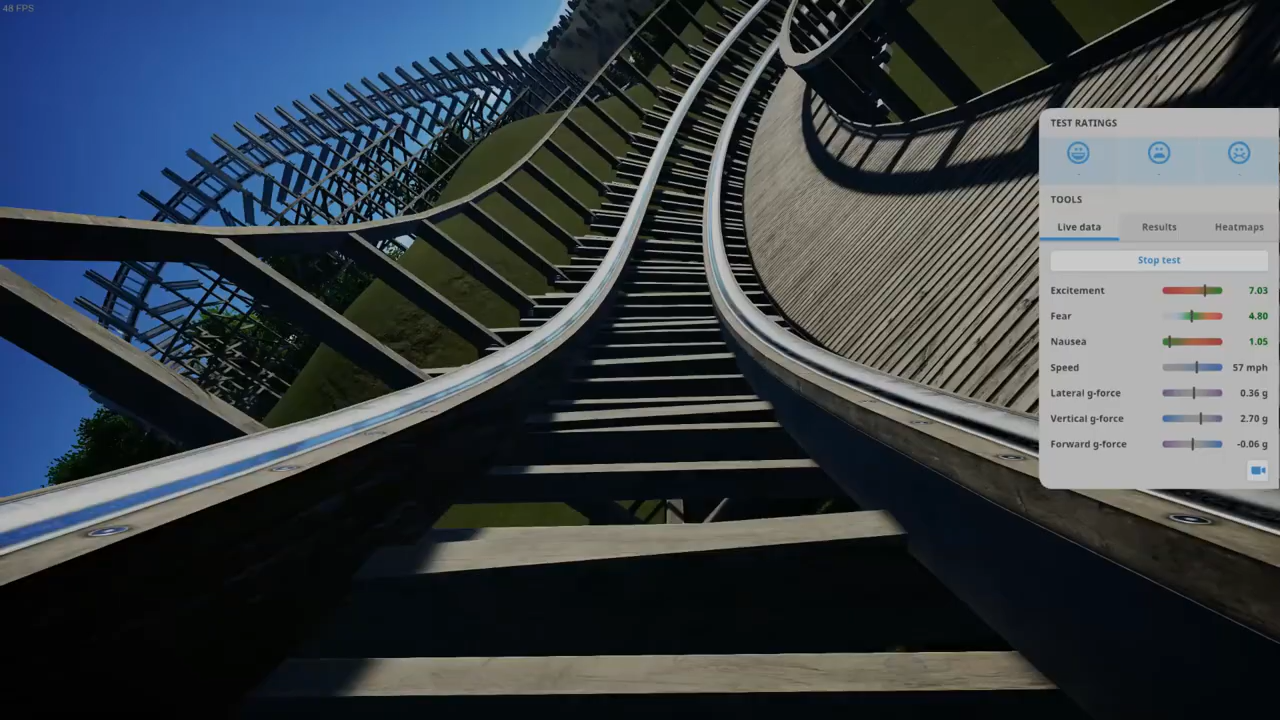 48 FPS
TEST RATINGS
- - -
TOOLS
Live data Results Heatmaps
Stop test
Excitement 7.03
Fear 4.80
Nausea 1.05
Speed 57 mph
Lateral g-force 0.36 g
Vertical g-force 2.70 g
Forward g-force -0.06 g